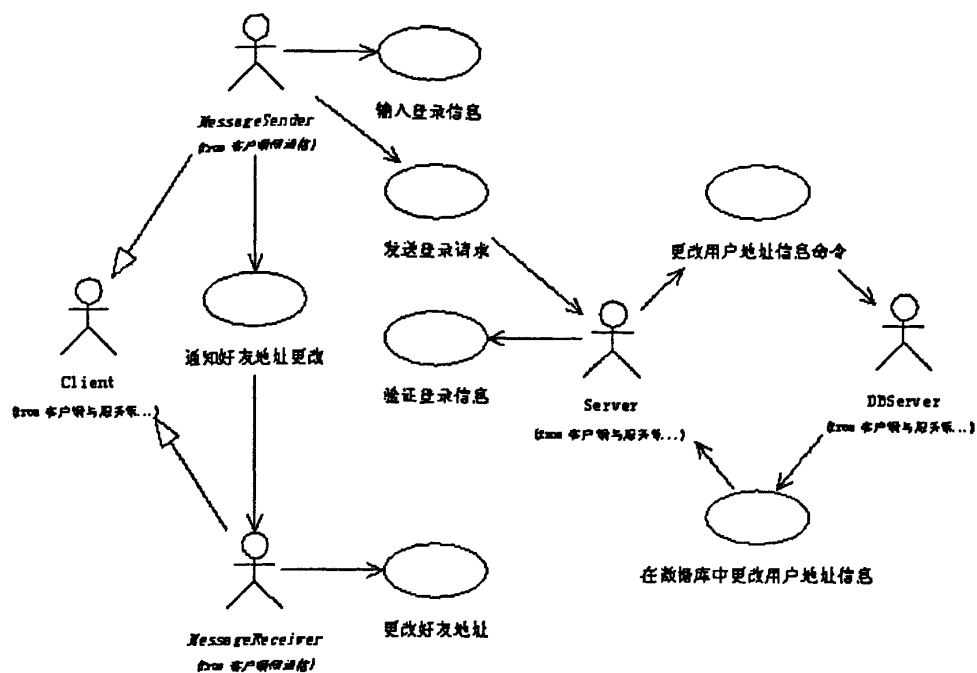 输入登录信息
MessageSender
发送登录请求
更改用户地址信息命令
通知好友地址更改
Client
验证登录信息
Server
DBServer
在数据库中更改用户地址信息
更改好友地址
MessageReceiver